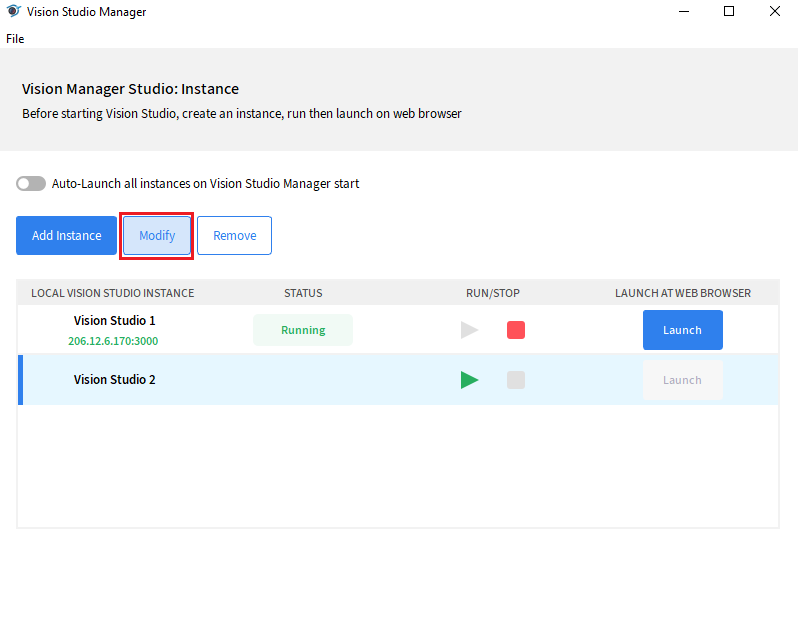 Vision Studio Manager
File
Vision Manager Studio: Instance
Before starting Vision Studio, create an instance, run then launch on web browser
Auto-Launch all instances on Vision Studio Manager start
Add Instance Modify Remove
LOCAL VISION STUDIO INSTANCE STATUS RUN/STOP LAUNCH AT WEB BROWSER
Vision Studio 1
206.12.6.170:3000
Running
Launch
Vision Studio 2
Launch